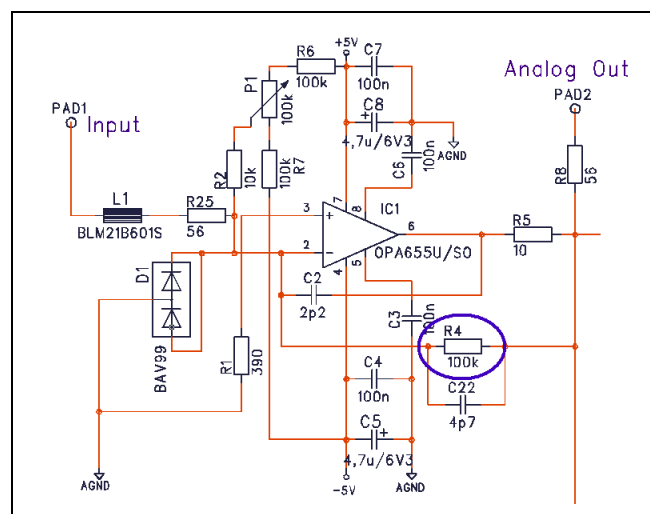 +5V
C7
100n
R6
100k
Analog Out
PAD2
PAD1
Input
P1
100k
C8
+
4,7u/6V3
AGND
C6
100n
R8
56
R2
10k
100k
R7
L1
BLM21B601S
R25
56
3
+
7
8
IC1
6
R5
10
2
-
OPA655U/SO
4
5
D1
BAV99
C2
2p2
C3
100n
R4
100k
R1
390
C4
100n
C22
4p7
C5
+
4,7u/6V3
AGND
-5V
AGND